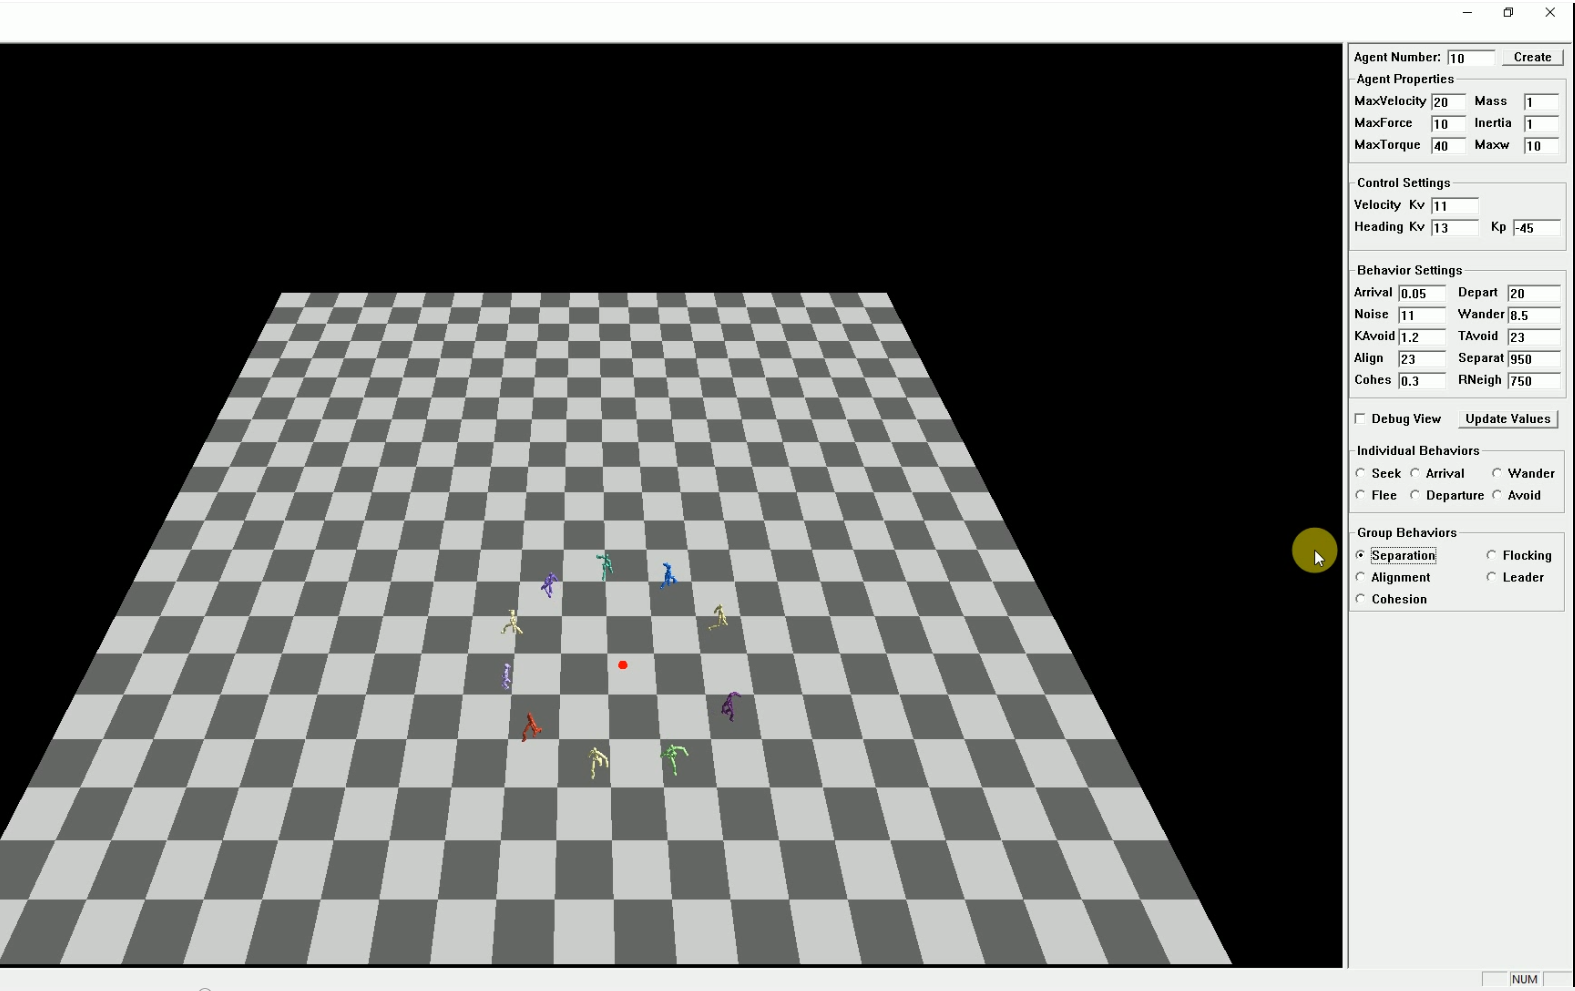 Agent Number: 10 Create
Agent Properties
MaxVelocity 20 Mass 1
MaxForce 10 Inertia 1
MaxTorque 40 Maxw 10
Control Settings
Velocity Kv 11
Heading Kv 13 Kp -45
Behavior Settings
Arrival 0.05 Depart 20
Noise 11 Wander 8.5
KAvoid 1.2 TAvoid 23
Align 23 Separat 950
Cohes 0.3 RNeigh 750
Debug View Update Values
Individual Behaviors
Seek Arrival Wander
Flee Departure Avoid
Group Behaviors
Separation Flocking
Alignment Leader
Cohesion
NUM